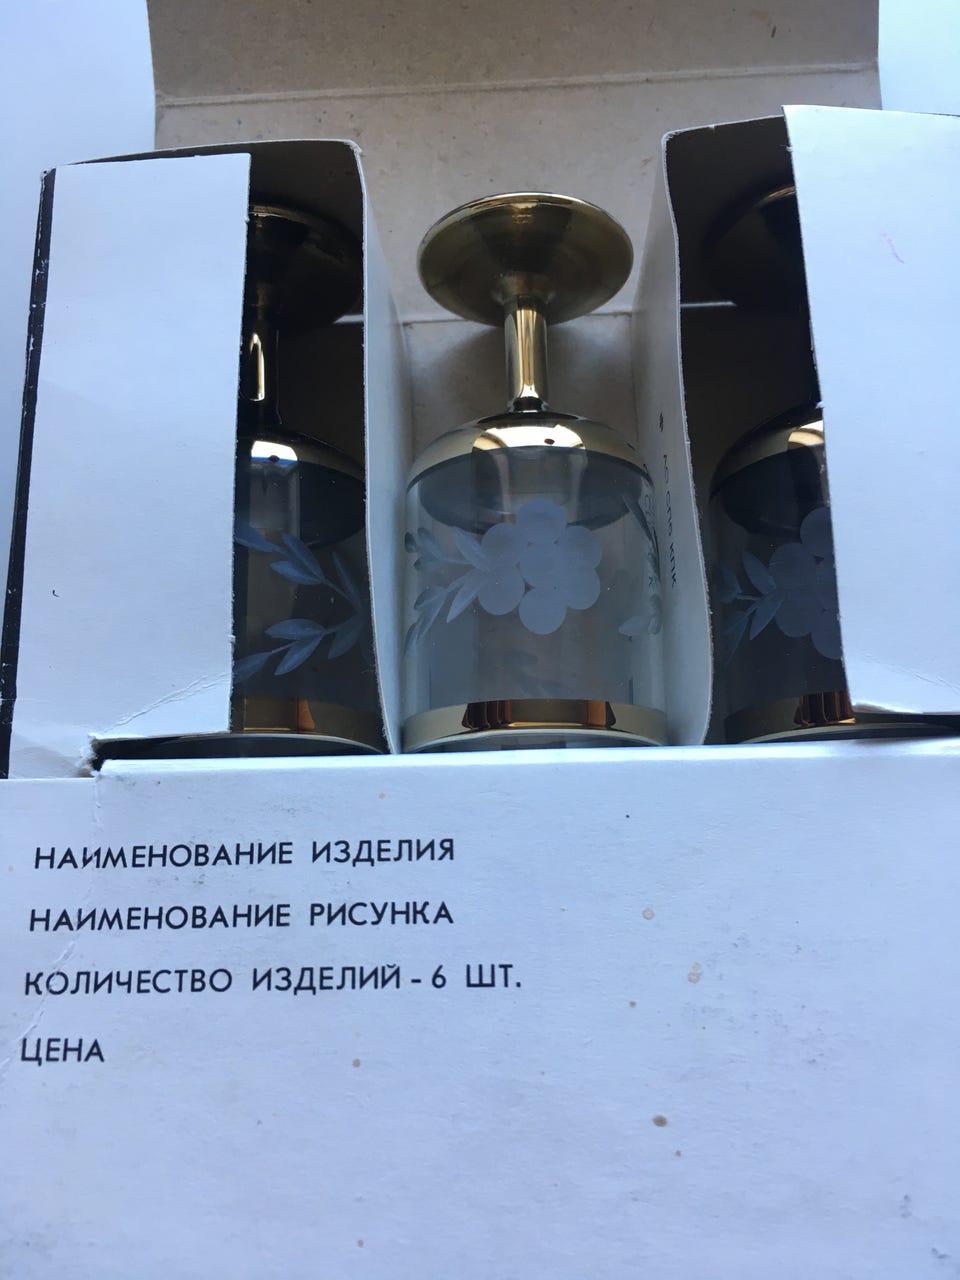 НАИМЕНОВАНИЕ ИЗДЕЛИЯ
НАИМЕНОВАНИЕ РИСУНКА
КОЛИЧЕСТВО ИЗДЕЛИЙ - 6 ШТ.
ЦЕНА